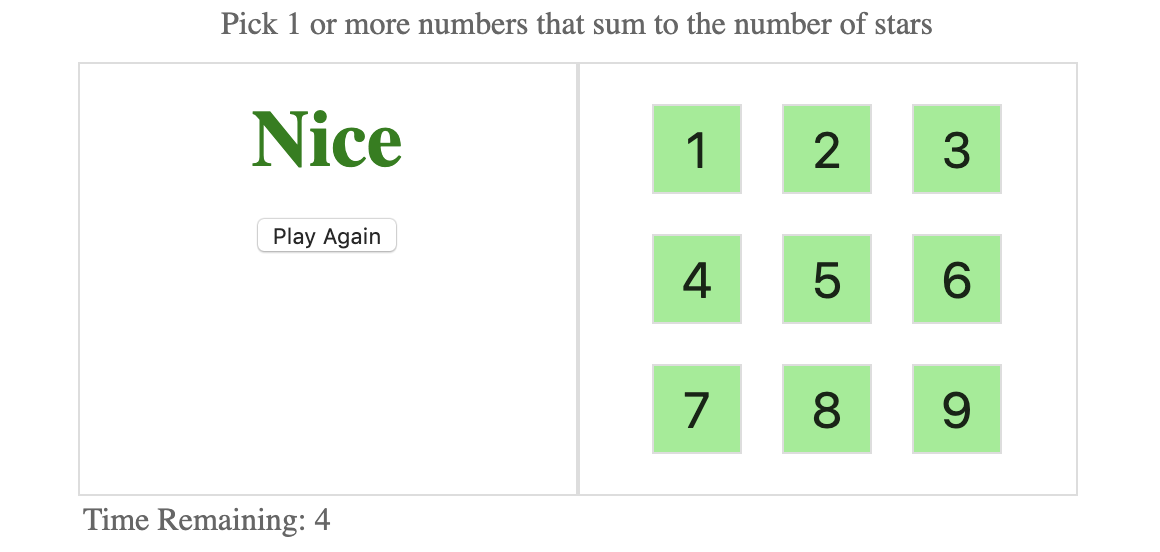 Pick 1 or more numbers that sum to the number of stars
Nice
Play Again
1 2 3
4 5 6
7 8 9
Time Remaining: 4